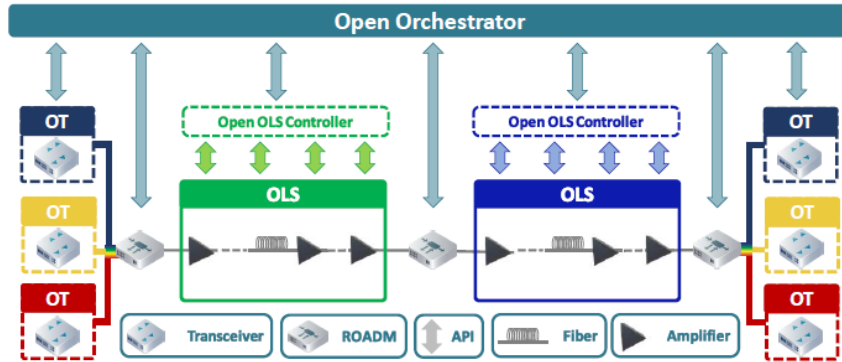 Open Orchestrator
OT
Open OLS Controller
Open OLS Controller
OT
OLS
OLS
OT
OT
OT
OT
Transceiver
ROADM
API
Fiber
Amplifier